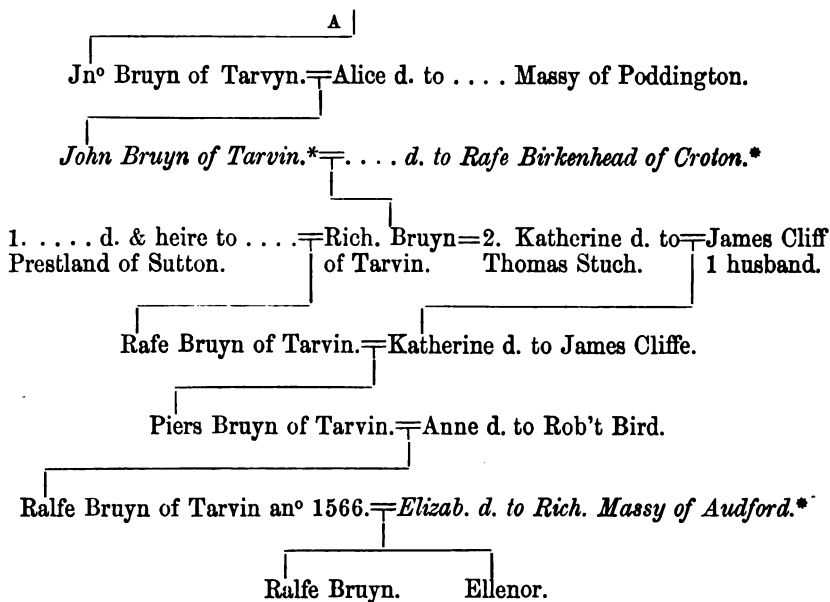 A
Jnº Bruyn of Tarvyn.=Alice d. to . . . . Massy of Poddington.
John Bruyn of Tarvin.*=. . . . d. to Rafe Birkenhead of Croton.*
1. . . . . d. & heire to . . . .=Rich. Bruyn=2. Katherine d. to=James Cliff
Prestland of Sutton. of Tarvin. Thomas Stuch. 1 husband.
Rafe Bruyn of Tarvin.=Katherine d. to James Cliffe.
Piers Bruyn of Tarvin.=Anne d. to Rob't Bird.
Ralfe Bruyn of Tarvin anº 1566.=Elizab. d. to Rich. Massy of Audford.*
Ralfe Bruyn. Ellenor.